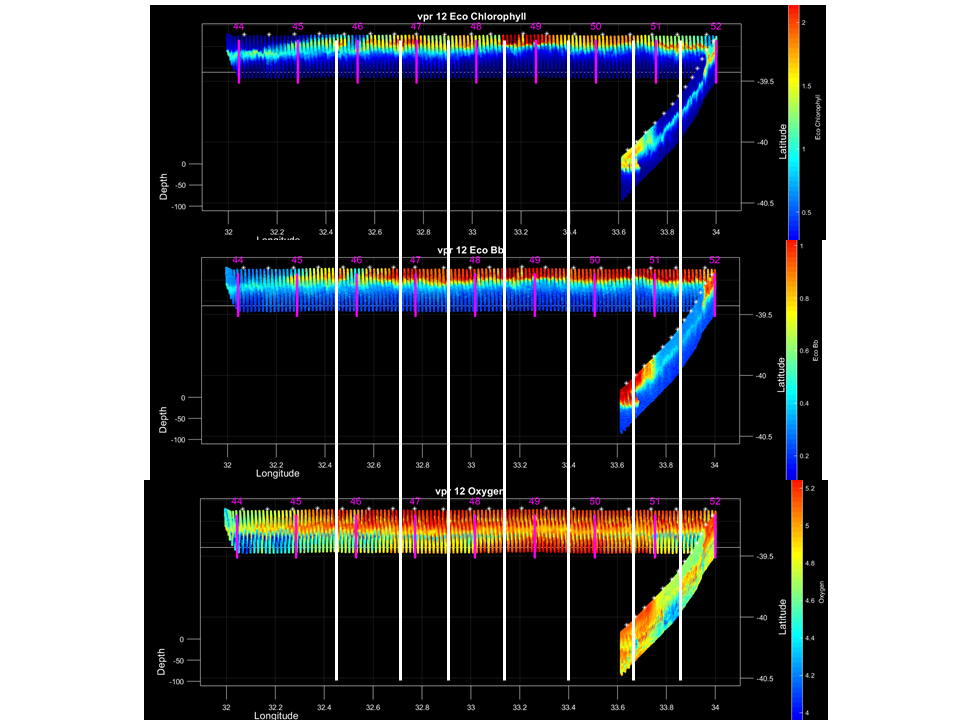 vpr 12 Eco Chlorophyll
44 45 46 47 48 49 50 51 52
2
1.5
1
0.5
Eco Chlorophyll
-39.5
-40
-40.5
Latitude
0
-50
-100
Depth
32 32.2 32.4 32.6 32.8 33 33.2 33.4 33.6 33.8 34
Longitude
vpr 12 Eco Bb
44 45 46 47 48 49 50 51 52
1
0.8
0.6
0.4
0.2
Eco Bb
-39.5
-40
-40.5
Latitude
0
-50
-100
Depth
32 32.2 32.4 32.6 32.8 33 33.2 33.4 33.6 33.8 34
Longitude
vpr 12 Oxygen
44 45 46 47 48 49 50 51 52
5.2
5
4.8
4.6
4.4
4.2
4
Oxygen
-39.5
-40
-40.5
Latitude
0
-50
-100
Depth
32 32.2 32.4 32.6 32.8 33 33.2 33.4 33.6 33.8 34
Longitude